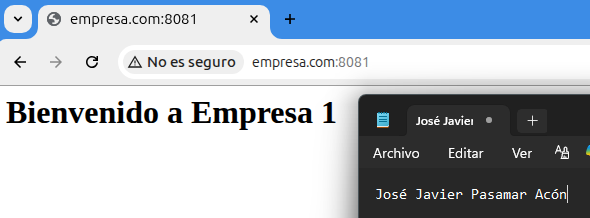 empresa.com:8081
No es seguro empresa.com:8081
Bienvenido a Empresa 1
José Javier
Archivo Editar Ver
José Javier Pasamar Acón